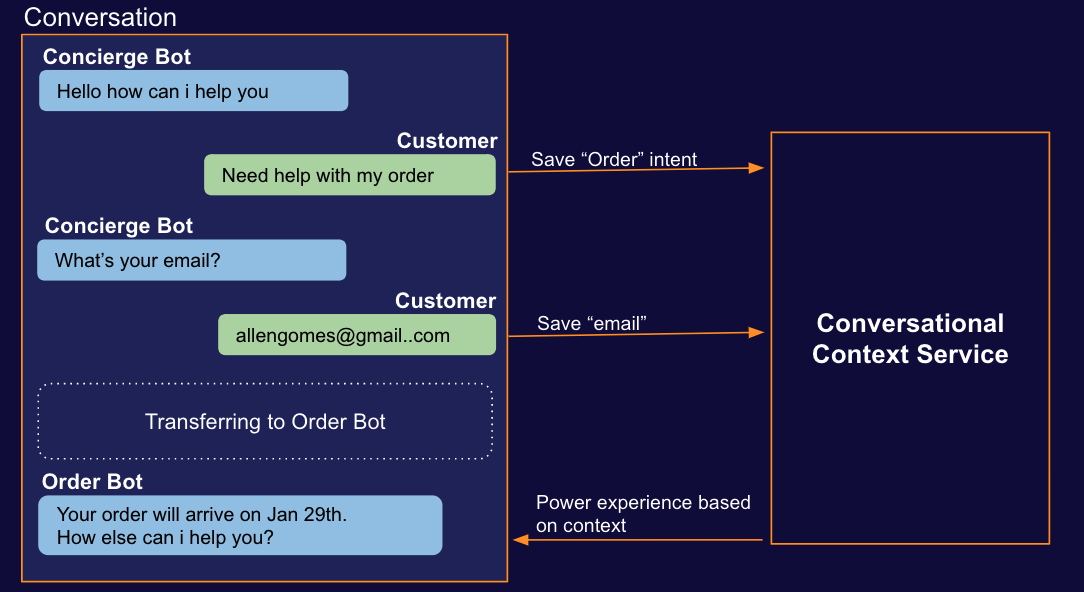 Conversation
Concierge Bot
Hello how can i help you
Customer
Need help with my order
Save “Order” intent
Concierge Bot
What’s your email?
Customer
allengomes@gmail..com
Save “email”
Conversational
Context Service
Transferring to Order Bot
Order Bot
Your order will arrive on Jan 29th.
How else can i help you?
Power experience based
on context